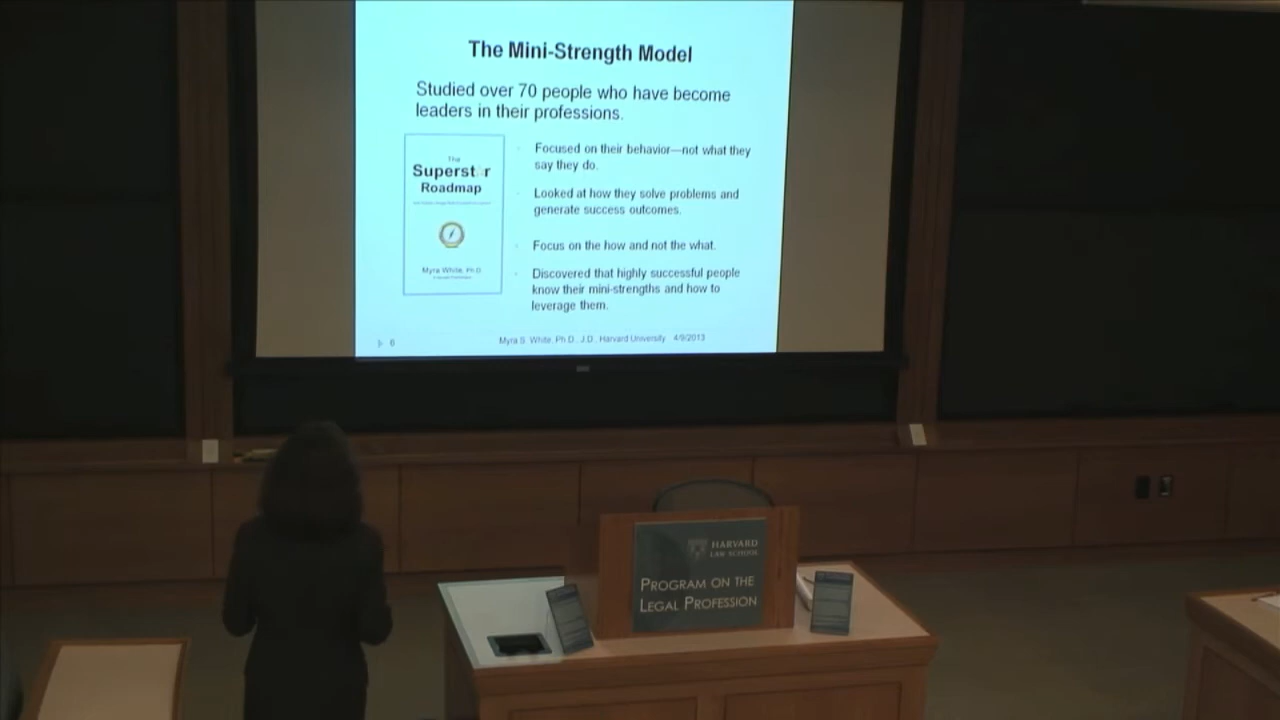 The Mini-Strength Model
Studied over 70 people who have become
leaders in their professions.
The
Superst r
Roadmap
Myra White, Ph.D.
Focused on their behavior—not what they
say they do.
Looked at how they solve problems and
generate success outcomes.
Focus on the how and not the what.
Discovered that highly successful people
know their mini-strengths and how to
leverage them.
6
Myra S. White, Ph.D., J.D., Harvard University 4/9/2013
HARVARD
LAW SCHOOL
PROGRAM ON THE
LEGAL PROFESSION